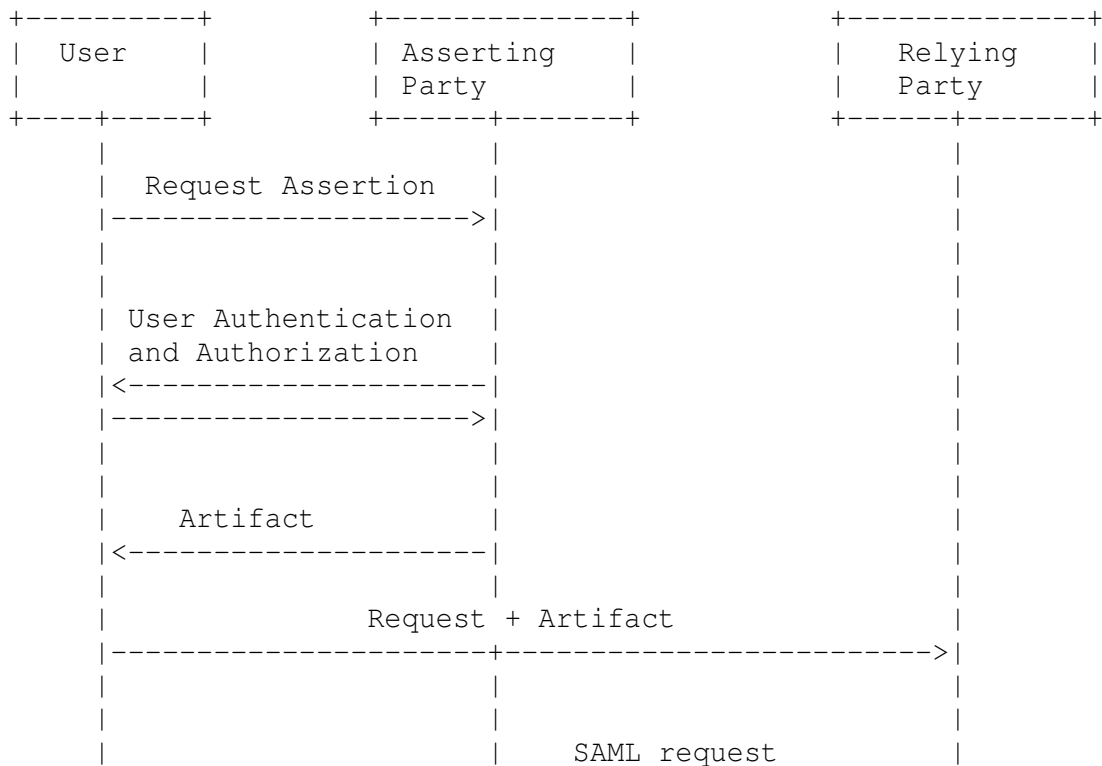 User Asserting Relying
Party Party
Request Assertion
User Authentication
and Authorization
Artifact
Request + Artifact
SAML request